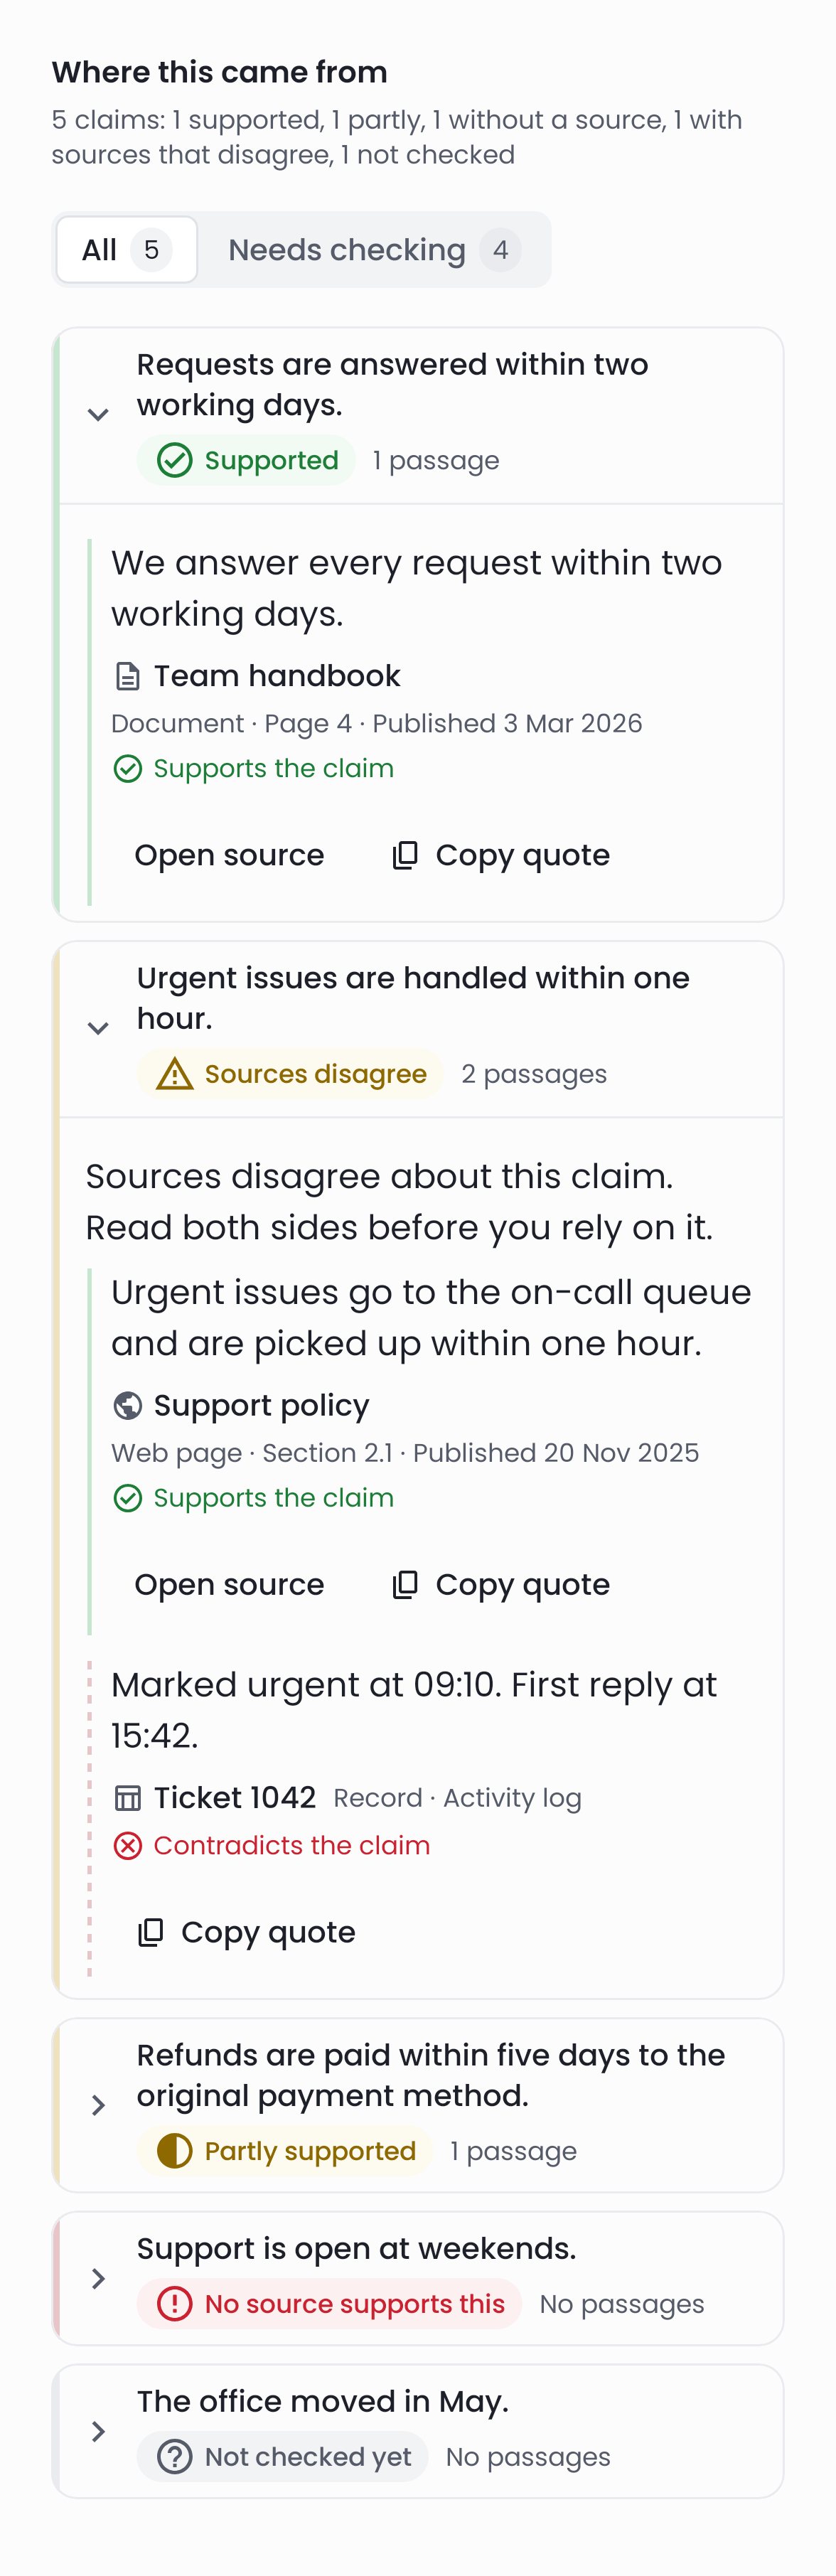 Where this came from
5 claims: 1 supported, 1 partly, 1 without a source, 1 with
sources that disagree, 1 not checked
All 5 Needs checking 4
Requests are answered within two
working days.
Supported 1 passage
We answer every request within two
working days.
Team handbook
Document · Page 4 · Published 3 Mar 2026
Supports the claim
Open source Copy quote
Urgent issues are handled within one
hour.
Sources disagree 2 passages
Sources disagree about this claim.
Read both sides before you rely on it.
Urgent issues go to the on-call queue
and are picked up within one hour.
Support policy
Web page · Section 2.1 · Published 20 Nov 2025
Supports the claim
Open source Copy quote
Marked urgent at 09:10. First reply at
15:42.
Ticket 1042 Record · Activity log
Contradicts the claim
Copy quote
Refunds are paid within five days to the
original payment method.
Partly supported 1 passage
Support is open at weekends.
No source supports this No passages
The office moved in May.
Not checked yet No passages